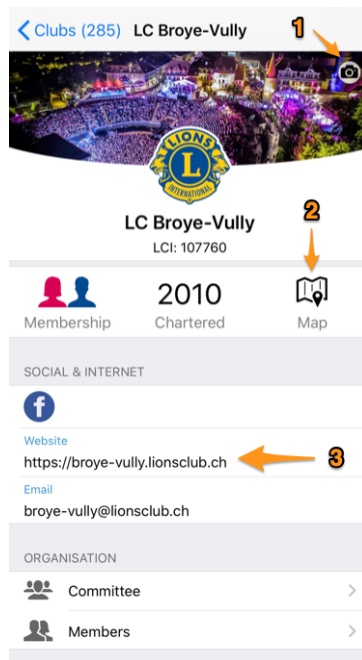 Clubs (285) LC Broye-Vully 1
LIONS
L
INTERNATIONAL
LC Broye-Vully
LCI: 107760
2
2010
Membership Chartered Map
SOCIAL & INTERNET
f
Website
https://broye-vully.lionsclub.ch 3
Email
broye-vully@lionsclub.ch
ORGANISATION
Committee
Members